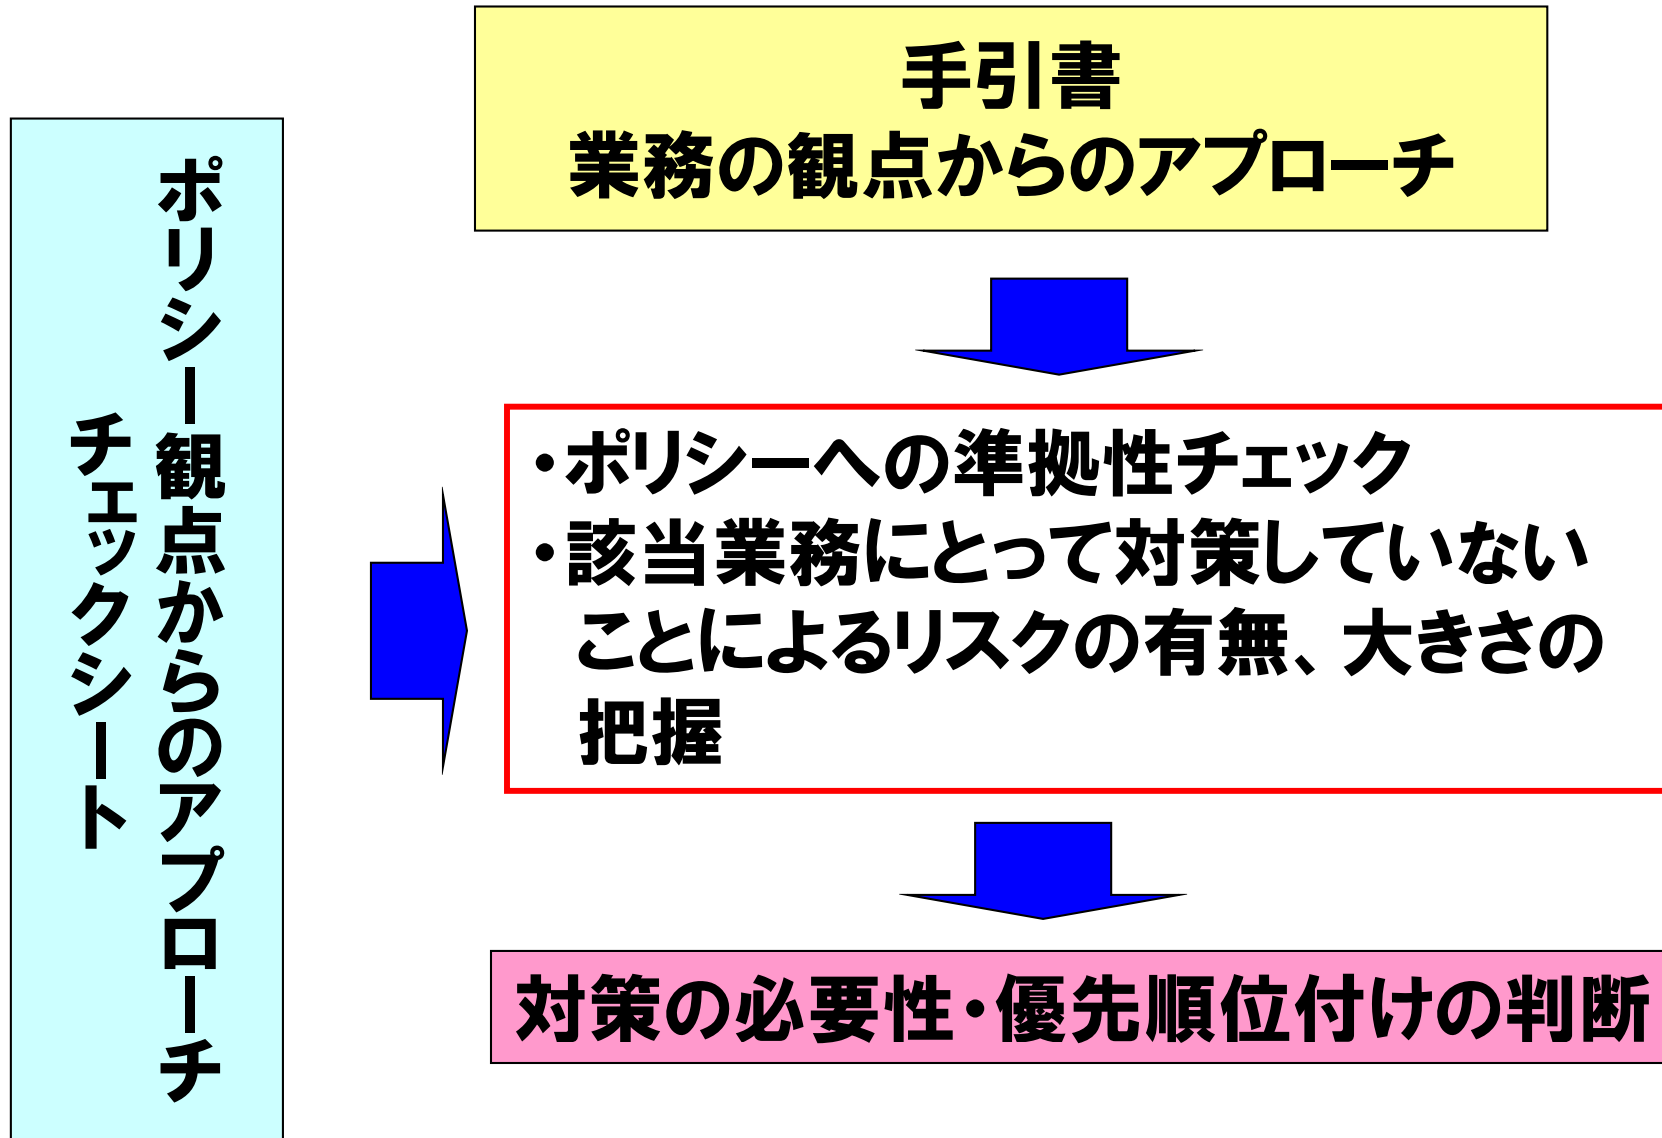 手引書
業務の観点からのアプローチ
ポリシー観点からのアプローチ
チェックシート
・ポリシーへの準拠性チェック
・該当業務にとって対策していない
ことによるリスクの有無、大きさの
把握
対策の必要性・優先順位付けの判断